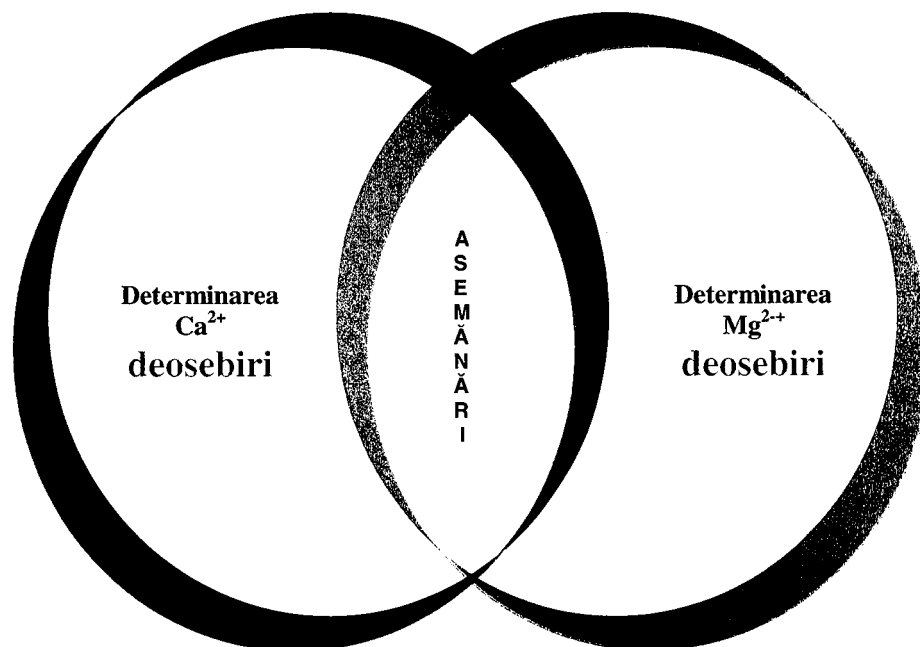 Determinarea
Ca²⁺
deosebiri
A
S
E
M
Ă
N
Ă
R
I
Determinarea
Mg²⁻⁺
deosebiri